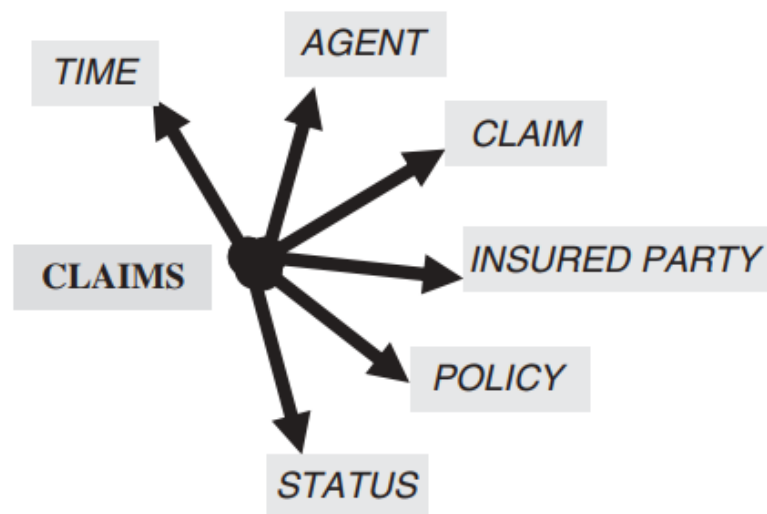 AGENT
TIME
CLAIM
INSURED PARTY
CLAIMS
POLICY
STATUS